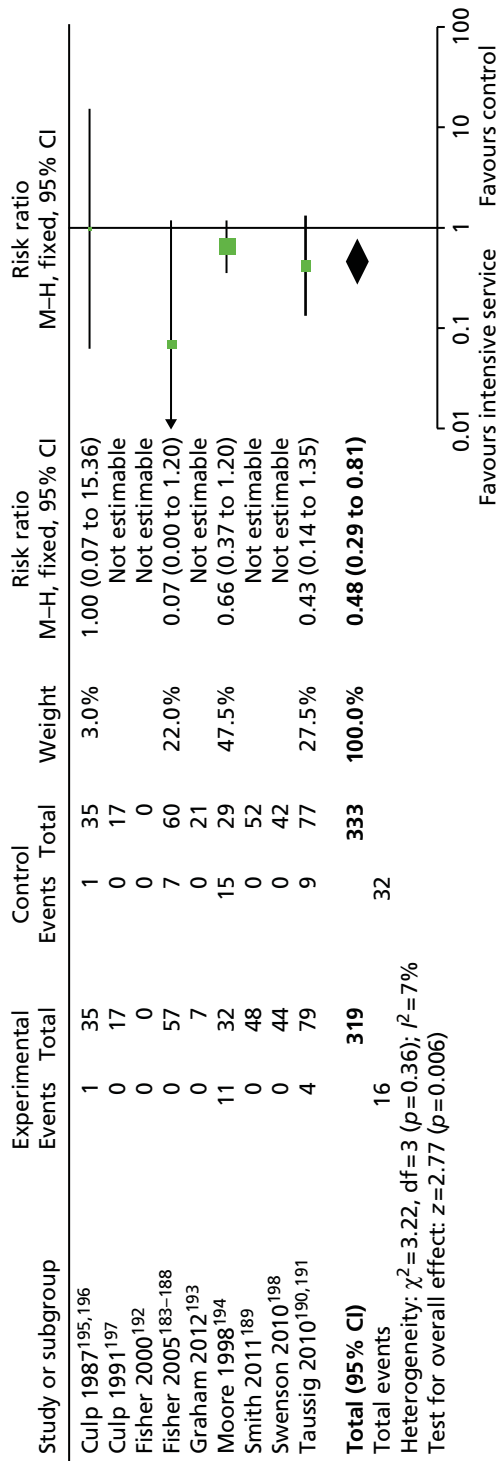 Study or subgroup Experimental Events Total Control Events Total Weight Risk ratio M–H, fixed, 95% CI Risk ratio M–H, fixed, 95% CI
Culp 1987195,196 1 35 1 35 3.0% 1.00 (0.07 to 15.36)
Culp 1991197 0 17 0 17 Not estimable
Fisher 2000192 0 0 0 0 Not estimable
Fisher 2005183–188 0 57 7 60 22.0% 0.07 (0.00 to 1.20)
Graham 2012193 0 7 0 21 Not estimable
Moore 1998194 11 32 15 29 47.5% 0.66 (0.37 to 1.20)
Smith 2011189 0 48 0 52 Not estimable
Swenson 2010198 0 44 0 42 Not estimable
Taussig 2010190,191 4 79 9 77 27.5% 0.43 (0.14 to 1.35)
Total (95% CI) 319 333 100.0% 0.48 (0.29 to 0.81)
Total events 16 32
Heterogeneity: χ2=3.22, df=3 (p=0.36); I2=7%
Test for overall effect: z=2.77 (p=0.006)
0.01 0.1 1 10 100
Favours intensive service Favours control